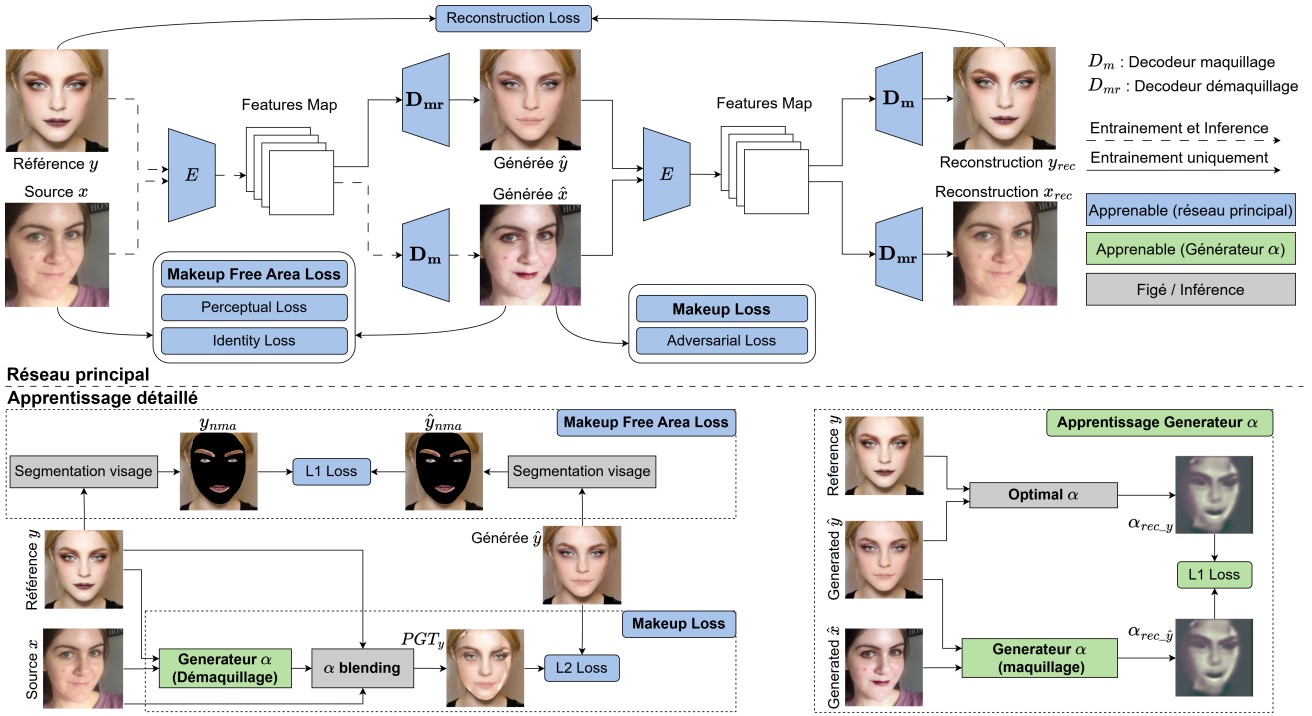 Reconstruction Loss
Features Map
Features Map
D_mr
D_m
D_m : Decodeur maquillage
D_mr : Decodeur démaquillage
Référence y
Générée ŷ
Reconstruction y_rec
Entrainement et Inference
Entrainement uniquement
E
E
Source x
Générée x̂
Reconstruction x_rec
Apprenable (réseau principal)
Apprenable (Générateur α)
Figé / Inférence
D_m
D_mr
Makeup Free Area Loss
Perceptual Loss
Identity Loss
Makeup Loss
Adversarial Loss
Réseau principal
Apprentissage détaillé
y_nma
ŷ_nma
Makeup Free Area Loss
Segmentation visage
L1 Loss
Segmentation visage
Référence y
Générée ŷ
Makeup Loss
Source x
Generateur α
(Démaquillage)
α blending
PGT_y
L2 Loss
Apprentissage Generateur α
Reference y
Optimal α
α_rec_y
Generated ŷ
L1 Loss
Generated x̂
Generateur α
(maquillage)
α_rec_ŷ